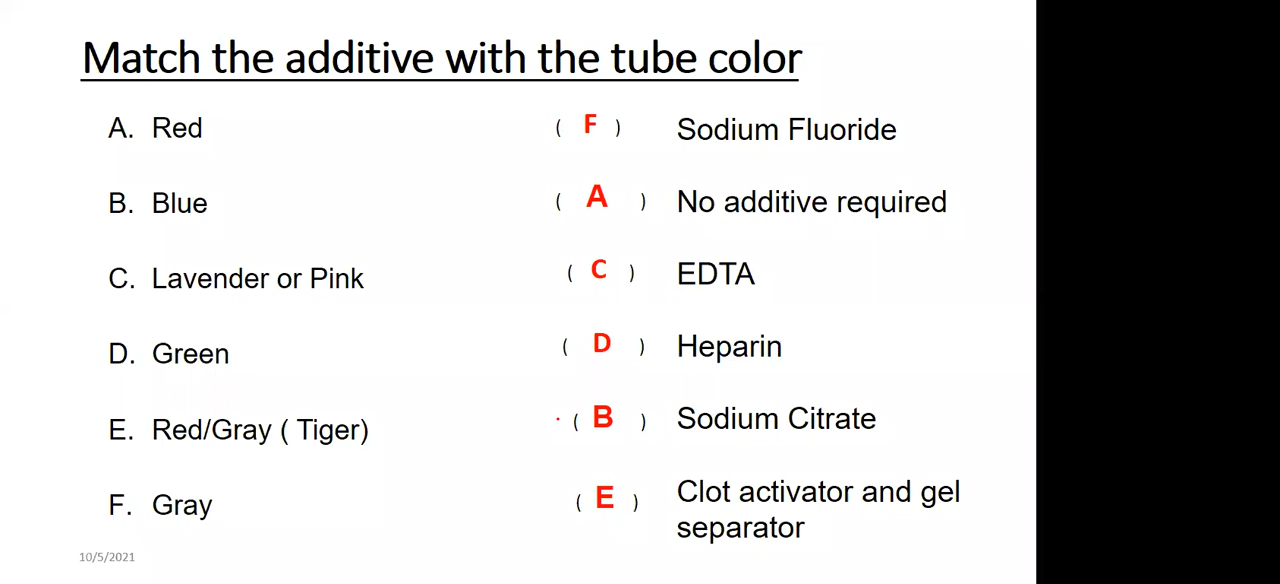 Match the additive with the tube color
A. Red ( F ) Sodium Fluoride
B. Blue ( A ) No additive required
C. Lavender or Pink ( C ) EDTA
D. Green ( D ) Heparin
E. Red/Gray ( Tiger) ( B ) Sodium Citrate
F. Gray ( E ) Clot activator and gel
separator
10/5/2021